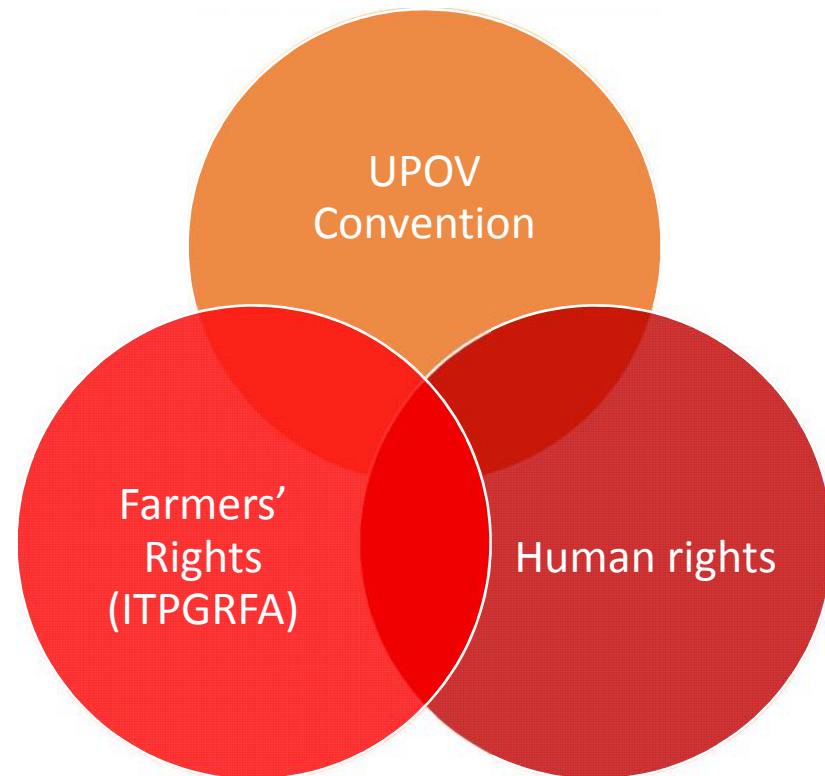 UPOV
Convention
Farmers’
Rights
(ITPGRFA)
Human rights